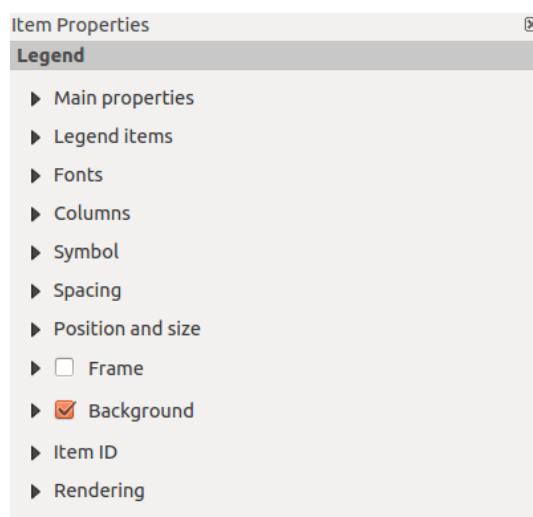 Item Properties
Legend
Main properties
Legend items
Fonts
Columns
Symbol
Spacing
Position and size
Frame
Background
Item ID
Rendering